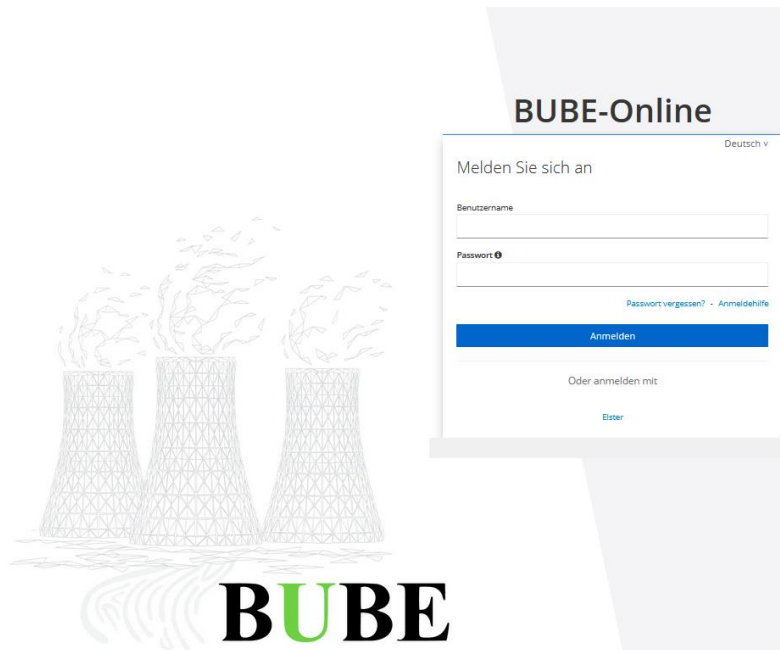 BUBE-Online
Deutsch
Melden Sie sich an
Benutzername
Passwort
Passwort vergessen? - Anmeldehilfe
Anmelden
Oder anmelden mit
Elster
BUBE